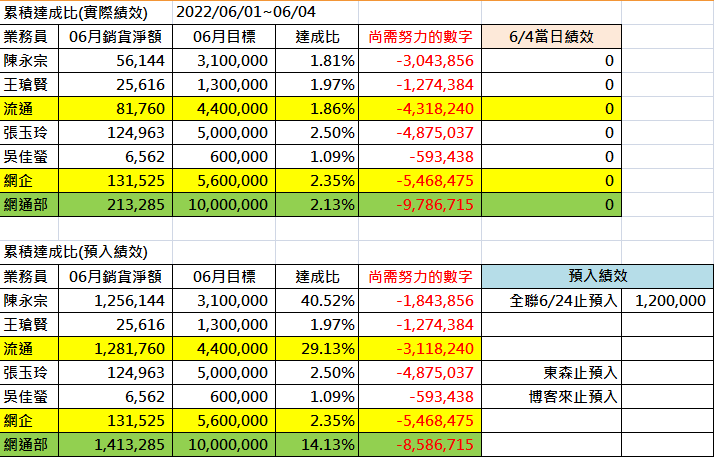 累積達成比(實際績效) 2022/06/01~06/04
業務員 06月銷貨淨額 06月目標 達成比 尚需努力的數字 6/4當日績效
陳永宗 56,144 3,100,000 1.81% -3,043,856 0
王瑲賢 25,616 1,300,000 1.97% -1,274,384 0
流通 81,760 4,400,000 1.86% -4,318,240 0
張玉玲 124,963 5,000,000 2.50% -4,875,037 0
吳佳螢 6,562 600,000 1.09% -593,438 0
網企 131,525 5,600,000 2.35% -5,468,475 0
網通部 213,285 10,000,000 2.13% -9,786,715 0
累積達成比(預入績效)
業務員 06月銷貨淨額 06月目標 達成比 尚需努力的數字 預入績效
陳永宗 1,256,144 3,100,000 40.52% -1,843,856 全聯6/24止預入 1,200,000
王瑲賢 25,616 1,300,000 1.97% -1,274,384
流通 1,281,760 4,400,000 29.13% -3,118,240
張玉玲 124,963 5,000,000 2.50% -4,875,037 東森止預入
吳佳螢 6,562 600,000 1.09% -593,438 博客來止預入
網企 131,525 5,600,000 2.35% -5,468,475
網通部 1,413,285 10,000,000 14.13% -8,586,715